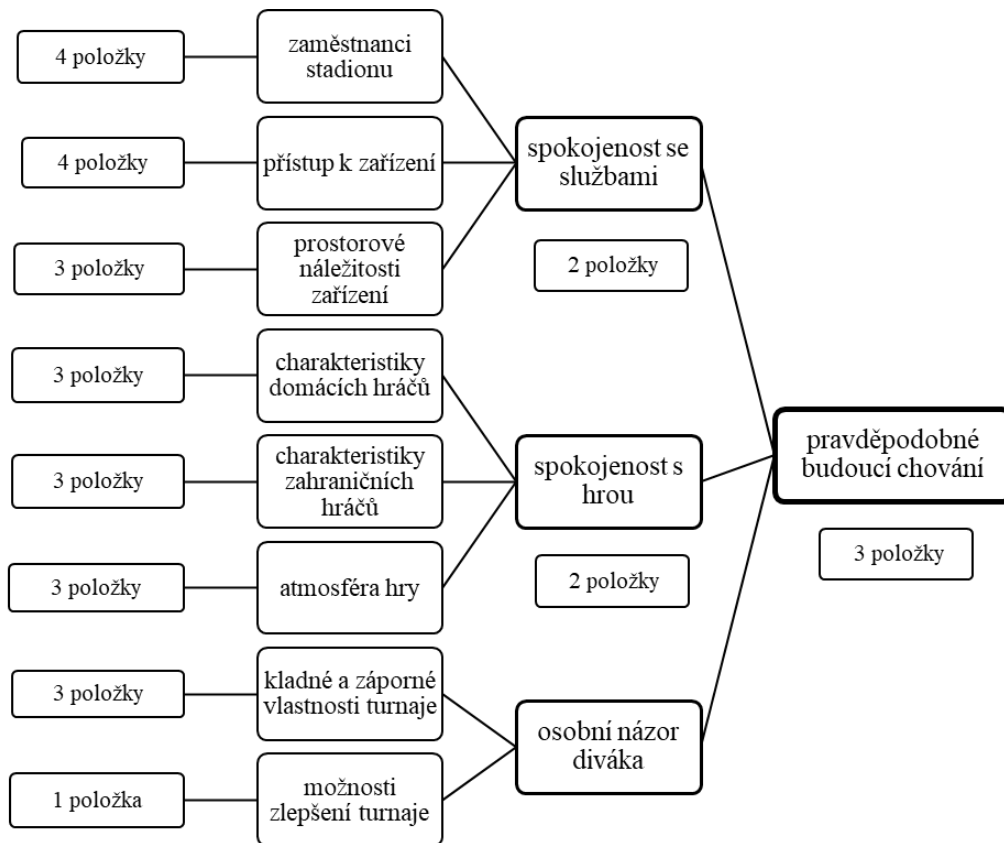 4 položky
zaměstnanci
stadionu
4 položky
přístup k zařízení
3 položky
prostorové
náležitosti
zařízení
spokojenost se
službami
2 položky
3 položky
charakteristiky
domácích hráčů
3 položky
charakteristiky
zahraničních
hráčů
3 položky
atmosféra hry
spokojenost s
hrou
2 položky
3 položky
kladné a záporné
vlastnosti turnaje
1 položka
možnosti
zlepšení turnaje
osobní názor
diváka
pravděpodobné
budoucí chování
3 položky